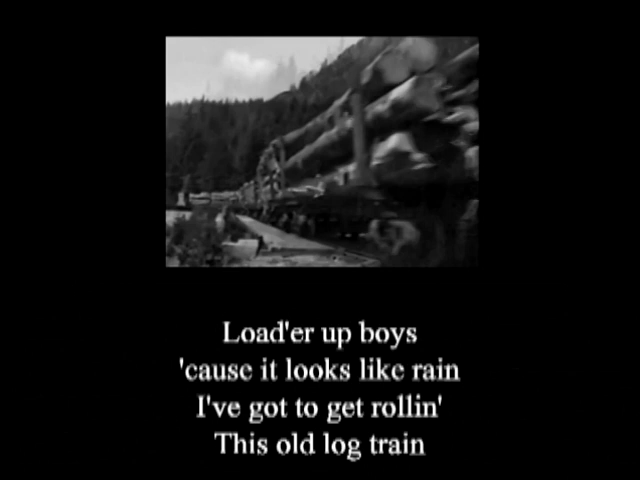 Load'er up boys
'cause it looks like rain
I've got to get rollin'
This old log train